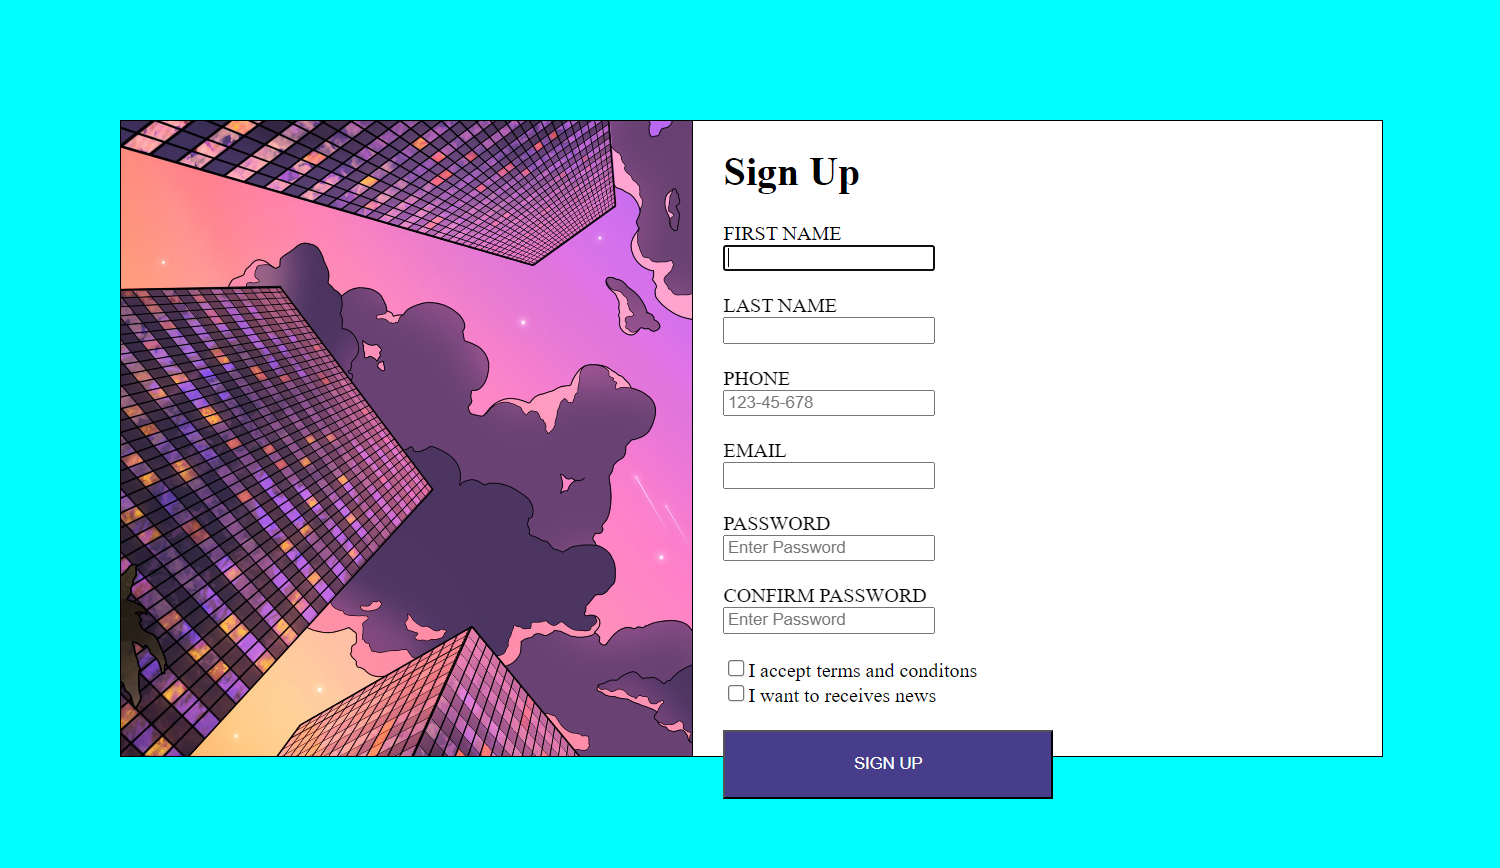 Sign Up
FIRST NAME
LAST NAME
PHONE
123-45-678
EMAIL
PASSWORD
Enter Password
CONFIRM PASSWORD
Enter Password
I accept terms and conditons
I want to receives news
SIGN UP